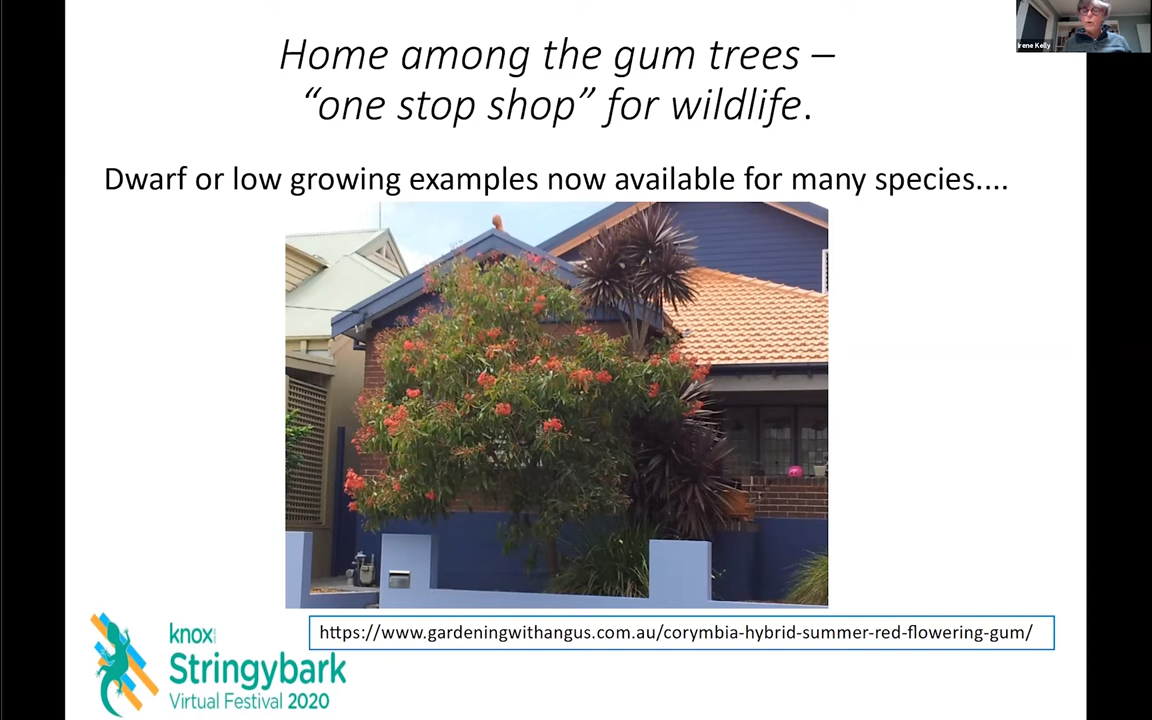 Irene Kelly
Home among the gum trees –
“one stop shop” for wildlife.
Dwarf or low growing examples now available for many species....
https://www.gardeningwithangus.com.au/corymbia-hybrid-summer-red-flowering-gum/
knox
Stringybark
Virtual Festival 2020